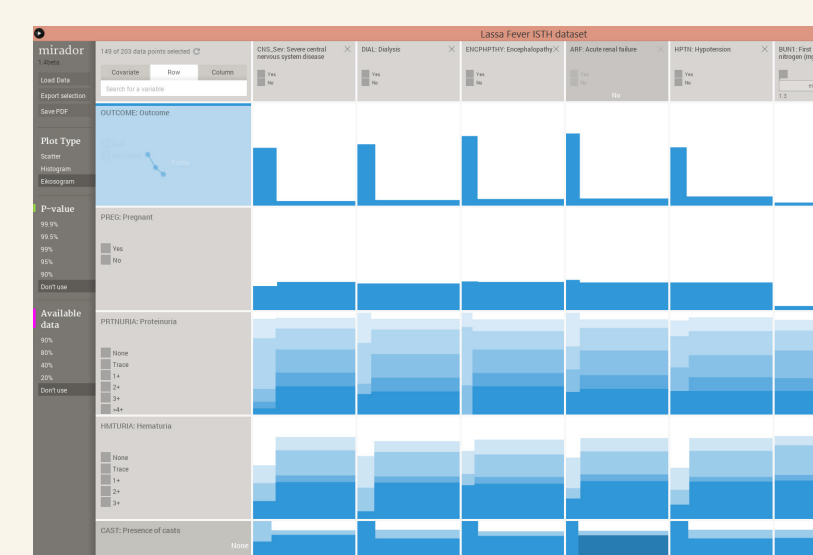 Lassa Fever ISTH dataset
mirador
1.4beta
Load Data
Export selection
Save PDF
Plot Type
Scatter
Histogram
Eikosogram
P-value
99.9%
99.5%
99%
95%
90%
Don't use
Available
data
90%
80%
40%
20%
Don't use
149 of 203 data points selected
Covariate Row Column
Search for a variable
CNS_Sev: Severe central
nervous system disease
Yes
No
DIAL: Dialysis
Yes
No
ENCPHPTHY: Encephalopathy
Yes
No
ARF: Acute renal failure
Yes
No
No
HPTN: Hypotension
Yes
No
BUN1: First
nitrogen (mg
1.3
OUTCOME: Outcome
PREG: Pregnant
Yes
No
PRTNURIA: Proteinuria
None
Trace
1+
2+
3+
>4+
HMTURIA: Hematuria
None
Trace
1+
2+
3+
CAST: Presence of casts
None